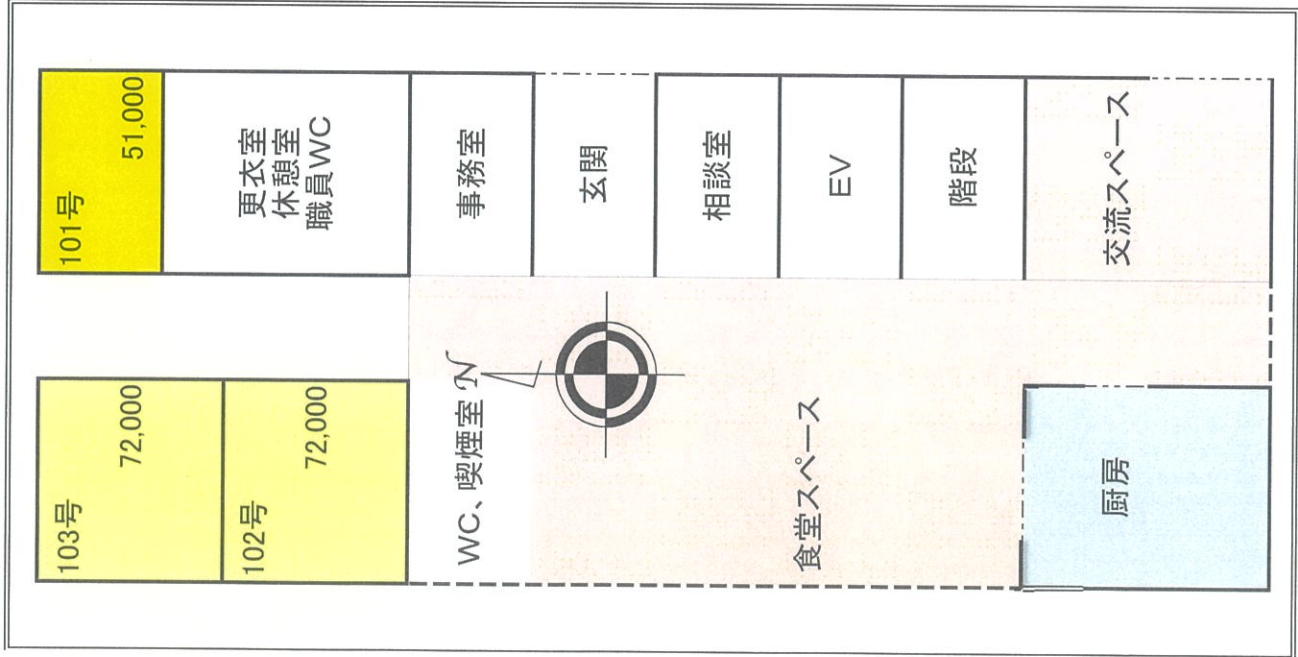 101号
51,000
更衣室
休憩室
職員WC
事務室
玄関
相談室
EV
階段
交流スペース
103号
72,000
102号
72,000
WC、喫煙室
N
食堂スペース
厨房